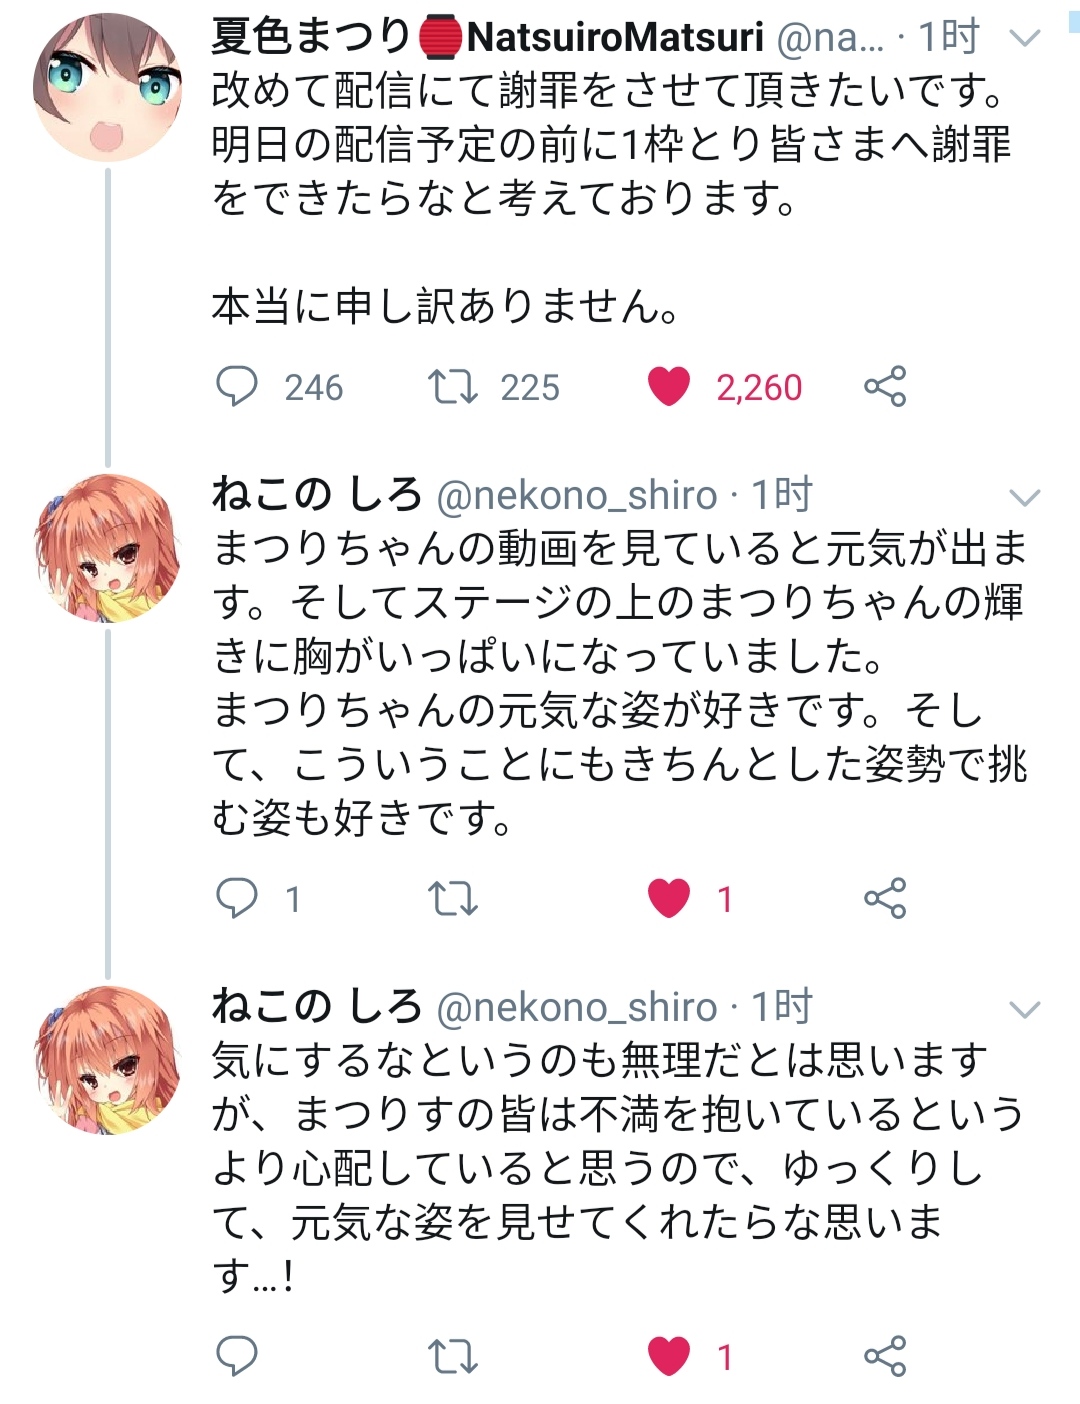 夏色まつり🏮NatsuiroMatsuri @na... · 1时
改めて配信にて謝罪をさせて頂きたいです。
明日の配信予定の前に1枠とり皆さまへ謝罪
をできたらなと考えております。
本当に申し訳ありません。
246 225 2,260
ねこの しろ @nekono_shiro · 1时
まつりちゃんの動画を見ていると元気が出ま
す。そしてステージの上のまつりちゃんの輝
きに胸がいっぱいになっていました。
まつりちゃんの元気な姿が好きです。そし
て、こういうことにもきちんとした姿勢で挑
む姿も好きです。
1 1
ねこの しろ @nekono_shiro · 1时
気にするなというのも無理だとは思います
が、まつりすの皆は不満を抱いているという
より心配していると思うので、ゆっくりし
て、元気な姿を見せてくれたらな思いま
す...!
1